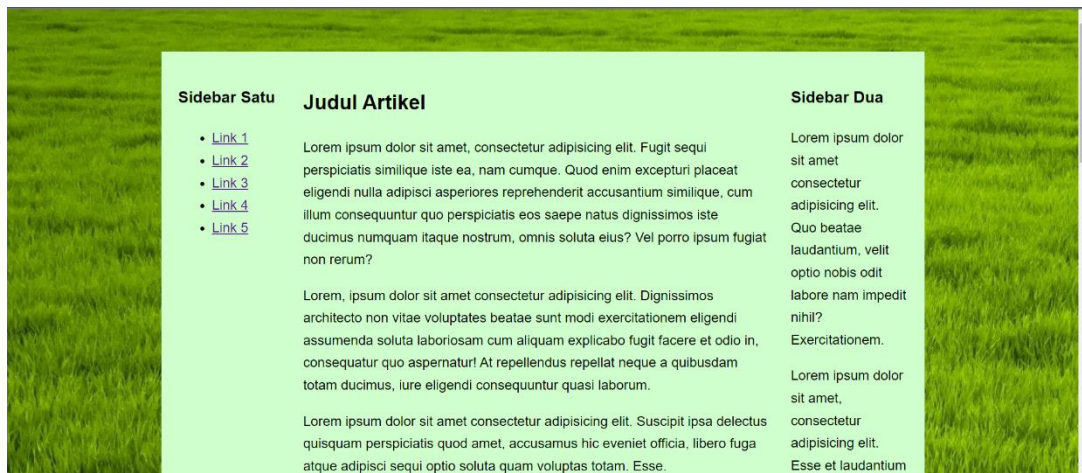 Sidebar Satu
Link 1
Link 2
Link 3
Link 4
Link 5
Judul Artikel
Lorem ipsum dolor sit amet, consectetur adipisicing elit. Fugit sequi
perspiciatis similique iste ea, nam cumque. Quod enim excepturi placeat
eligendi nulla adipisci asperiores reprehenderit accusantium similique, cum
illum consequuntur quo perspiciatis eos saepe natus dignissimos iste
ducimus numquam itaque nostrum, omnis soluta eius? Vel porro ipsum fugiat
non rerum?
Lorem, ipsum dolor sit amet consectetur adipisicing elit. Dignissimos
architecto non vitae voluptates beatae sunt modi exercitationem eligendi
assumenda soluta laboriosam cum aliquam explicabo fugit facere et odio in,
consequatur quo aspernatur! At repellendus repellat neque a quibusdam
totam ducimus, iure eligendi consequuntur quasi laborum.
Lorem ipsum dolor sit amet consectetur adipisicing elit. Suscipit ipsa delectus
quisquam perspiciatis quod amet, accusamus hic eveniet officia, libero fuga
atque adipisci sequi optio soluta quam voluptas totam. Esse.
Sidebar Dua
Lorem ipsum dolor
sit amet
consectetur
adipisicing elit.
Quo beatae
laudantium, velit
optio nobis odit
labore nam impedit
nihil?
Exercitationem.
Lorem ipsum dolor
sit amet,
consectetur
adipisicing elit.
Esse et laudantium